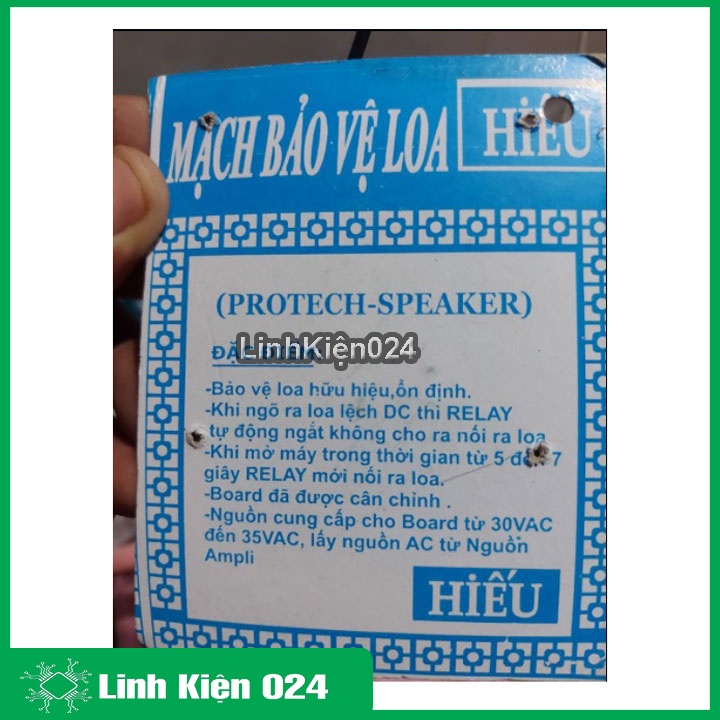 MẠCH BẢO VỆ LOA HIẾU
(PROTECH-SPEAKER)
LinhKiện024
ĐẶC ĐIỂM
-Bảo vệ loa hữu hiệu,ổn định.
-Khi ngõ ra loa lệch DC thì RELAY
tự động ngắt không cho ra nối ra loa
-Khi mở máy trong thời gian từ 5 đến 7
giây RELAY mới nối ra loa.
-Board đã được cân chỉnh .
-Nguồn cung cấp cho Board từ 30VAC
đến 35VAC, lấy nguồn AC từ Nguồn
Ampli
HIẾU
Linh Kiện 024